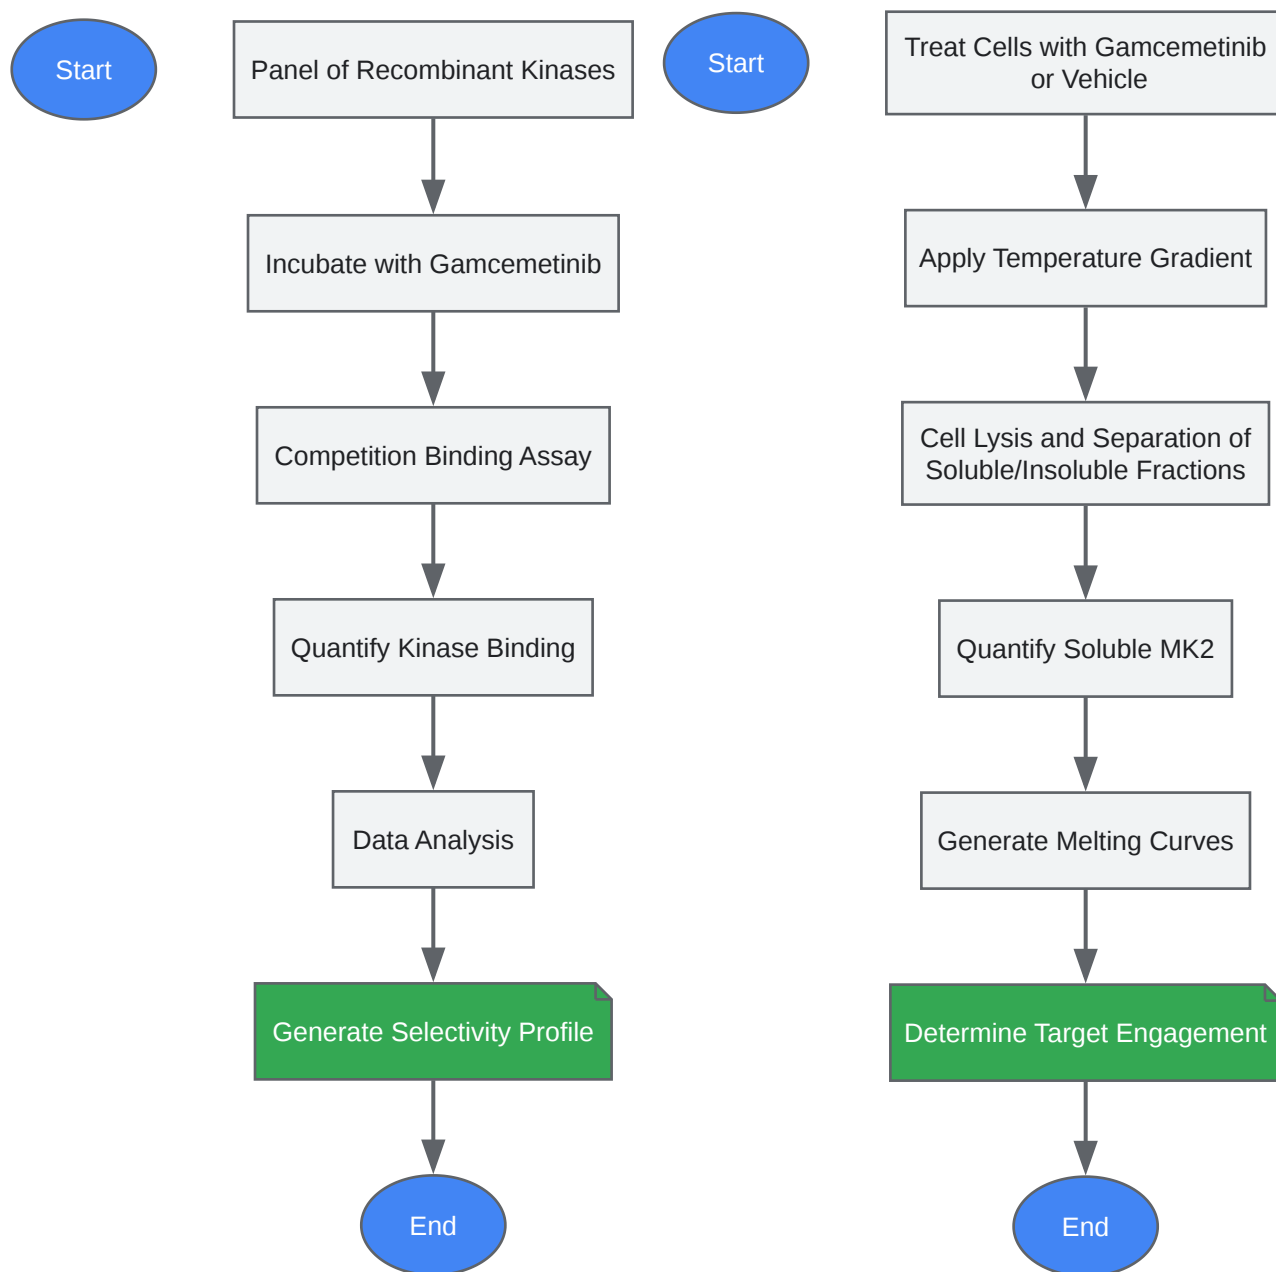 Start
Panel of Recombinant Kinases
Incubate with Gamcemetinib
Competition Binding Assay
Quantify Kinase Binding
Data Analysis
Generate Selectivity Profile
End
Start
Treat Cells with Gamcemetinib
or Vehicle
Apply Temperature Gradient
Cell Lysis and Separation of
Soluble/Insoluble Fractions
Quantify Soluble MK2
Generate Melting Curves
Determine Target Engagement
End